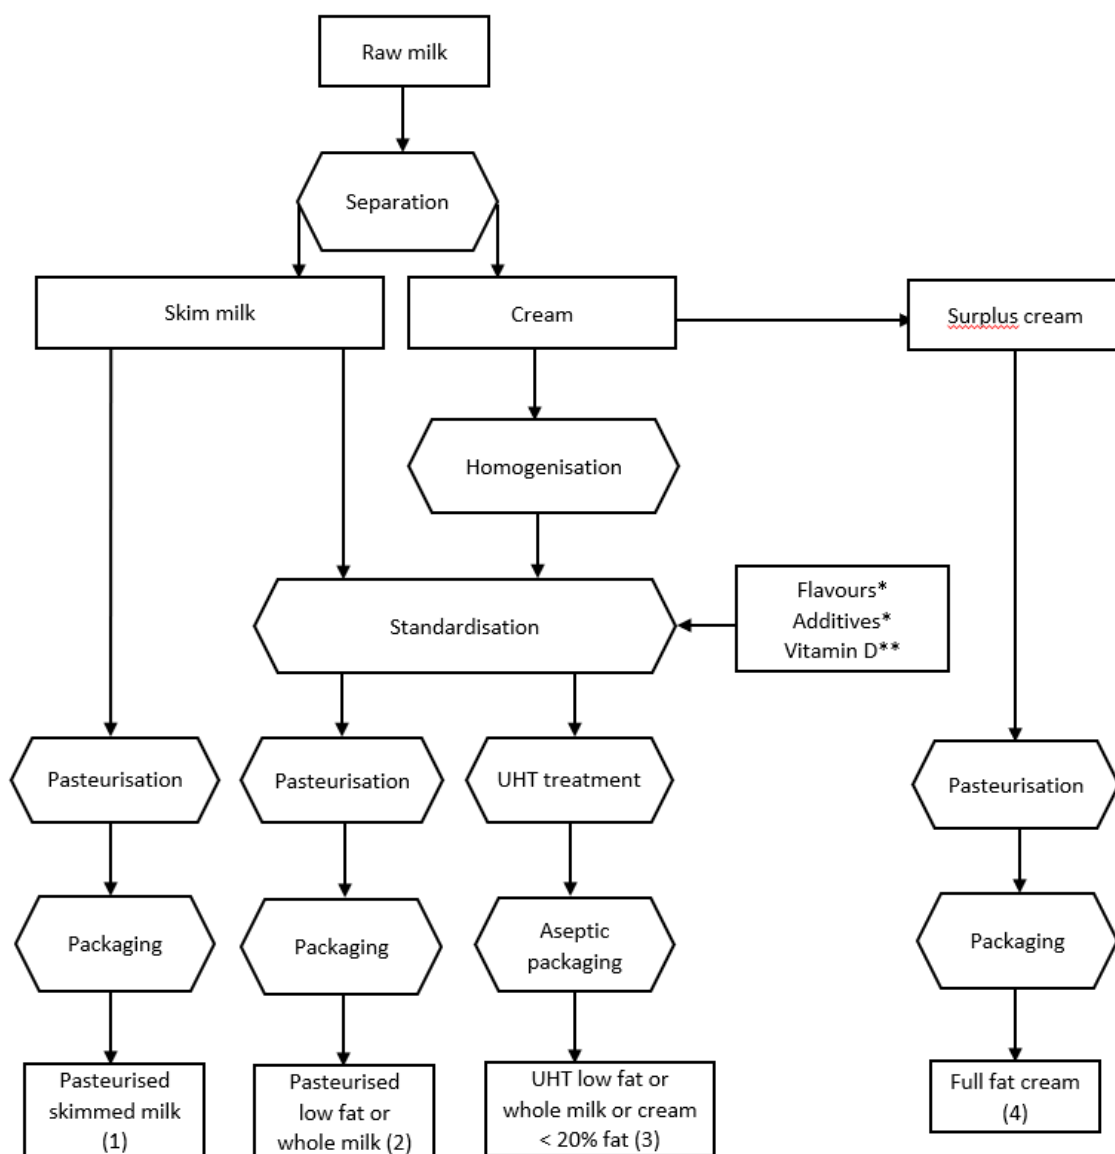 Raw milk
Separation
Skim milk
Cream
Surplus cream
Homogenisation
Flavours*
Additives*
Vitamin D**
Standardisation
Pasteurisation
Pasteurisation
UHT treatment
Pasteurisation
Packaging
Packaging
Aseptic
packaging
Packaging
Pasteurised
skimmed milk
(1)
Pasteurised
low fat or
whole milk (2)
UHT low fat or
whole milk or cream
< 20% fat (3)
Full fat cream
(4)